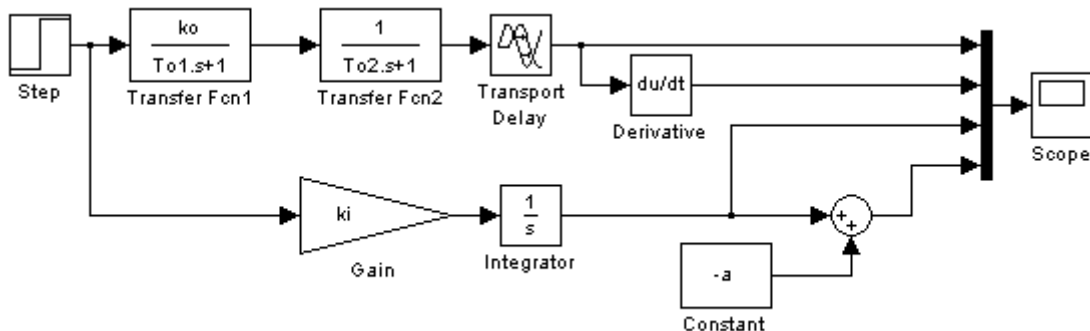 Step
ko
To1.s+1
Transfer Fcn1
1
To2.s+1
Transfer Fcn2
Transport
Delay
du/dt
Derivative
Scope
ki
Gain
1
s
Integrator
+
+
-a
Constant